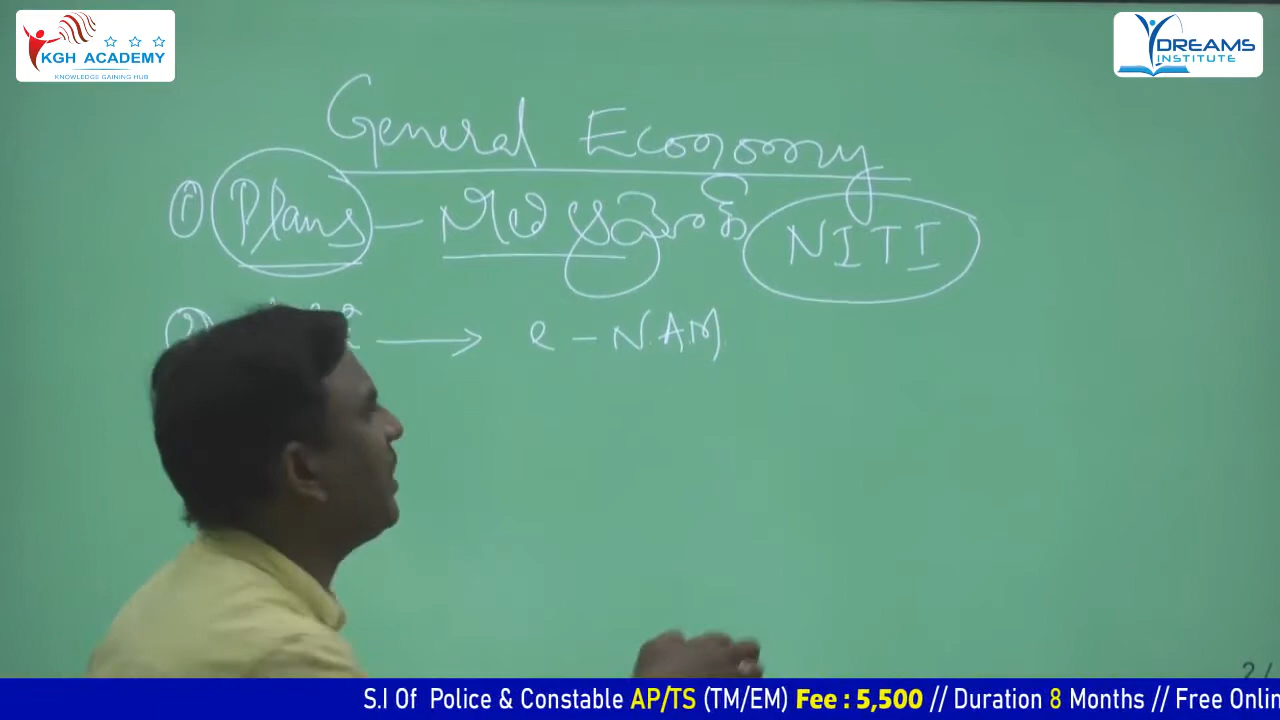 KGH ACADEMY
KNOWLEDGE GAINING HUB
DREAMS
INSTITUTE
General Economy
① Plans — NITI
② → e - NAM
S.I Of Police & Constable AP/TS (TM/EM) Fee : 5,500 // Duration 8 Months // Free